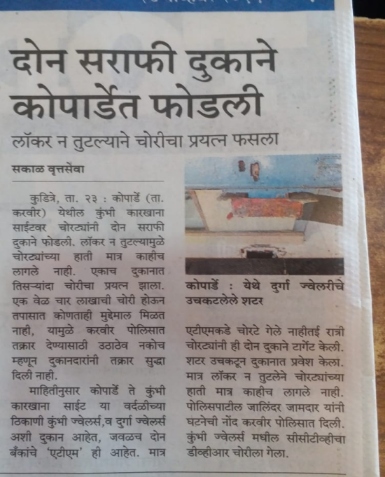 दोन सराफी दुकाने
कोपार्डेत फोडली
लॉकर न तुटल्याने चोरीचा प्रयत्न फसला
सकाळ वृत्तसेवा
कुडित्रे, ता. २३ : कोपार्डे (ता.
करवीर) येथील कुंभी कारखाना
साईटवर चोरट्यांनी दोन सराफी
दुकाने फोडली. लॉकर न तुटल्यामुळे
चोरट्यांच्या हाती मात्र काहीच
लागले नाही. एकाच दुकानात
तिसऱ्यांदा चोरीचा प्रयत्न झाला.
एक वेळ चार लाखाची चोरी होऊन
तपासात कोणताही मुद्देमाल मिळत
नाही, यामुळे करवीर पोलिसात
तक्रार देण्यासाठी उठाठेव नकोच
म्हणून दुकानदारांनी तक्रार सुद्धा
दिली नाही.
माहितीनुसार कोपार्डे ते कुंभी
कारखाना साईट या वर्दळीच्या
ठिकाणी कुंभी ज्वेलर्स,व दुर्गा ज्वेलर्स
अशी दुकान आहेत, जवळच दोन
बँकांचे 'एटीएम' ही आहेत. मात्र
कोपार्डे : येथे दुर्गा ज्वेलरीचे
उचकटलेले शटर
एटीएमकडे चोरटे गेले नाहीतई रात्री
चोरट्यांनी ही दोन दुकाने टार्गेट केली.
शटर उचकटून दुकानात प्रवेश केला.
मात्र लॉकर न तुटलेने चोरट्यांच्या
हाती मात्र काहीच लागले नाही.
पोलिसपाटील जालिंदर जामदार यांनी
घटनेची नोंद करवीर पोलिसात दिली.
कुंभी ज्वेलर्स मधील सीसीटीव्हीचा
डीव्हीआर चोरीला गेला.